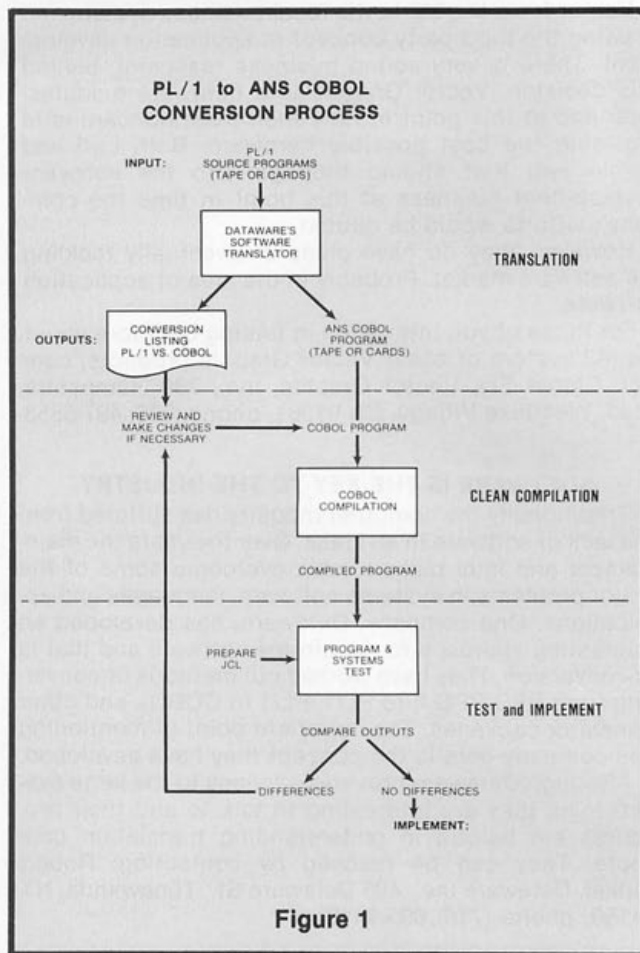 PL/1 to ANS COBOL
CONVERSION PROCESS
INPUT:
PL/1
SOURCE PROGRAMS
(TAPE OR CARDS)
DATAWARE'S
SOFTWARE
TRANSLATOR
TRANSLATION
OUTPUTS:
CONVERSION
LISTING
PL/1 VS. COBOL
ANS COBOL
PROGRAM
(TAPE OR CARDS)
REVIEW AND
MAKE CHANGES
IF NECESSARY
COBOL PROGRAM
COBOL
COMPILATION
CLEAN COMPILATION
COMPILED PROGRAM
PREPARE
JCL
PROGRAM &
SYSTEMS
TEST
TEST and IMPLEMENT
COMPARE OUTPUTS
DIFFERENCES
NO DIFFERENCES
IMPLEMENT:
Figure 1